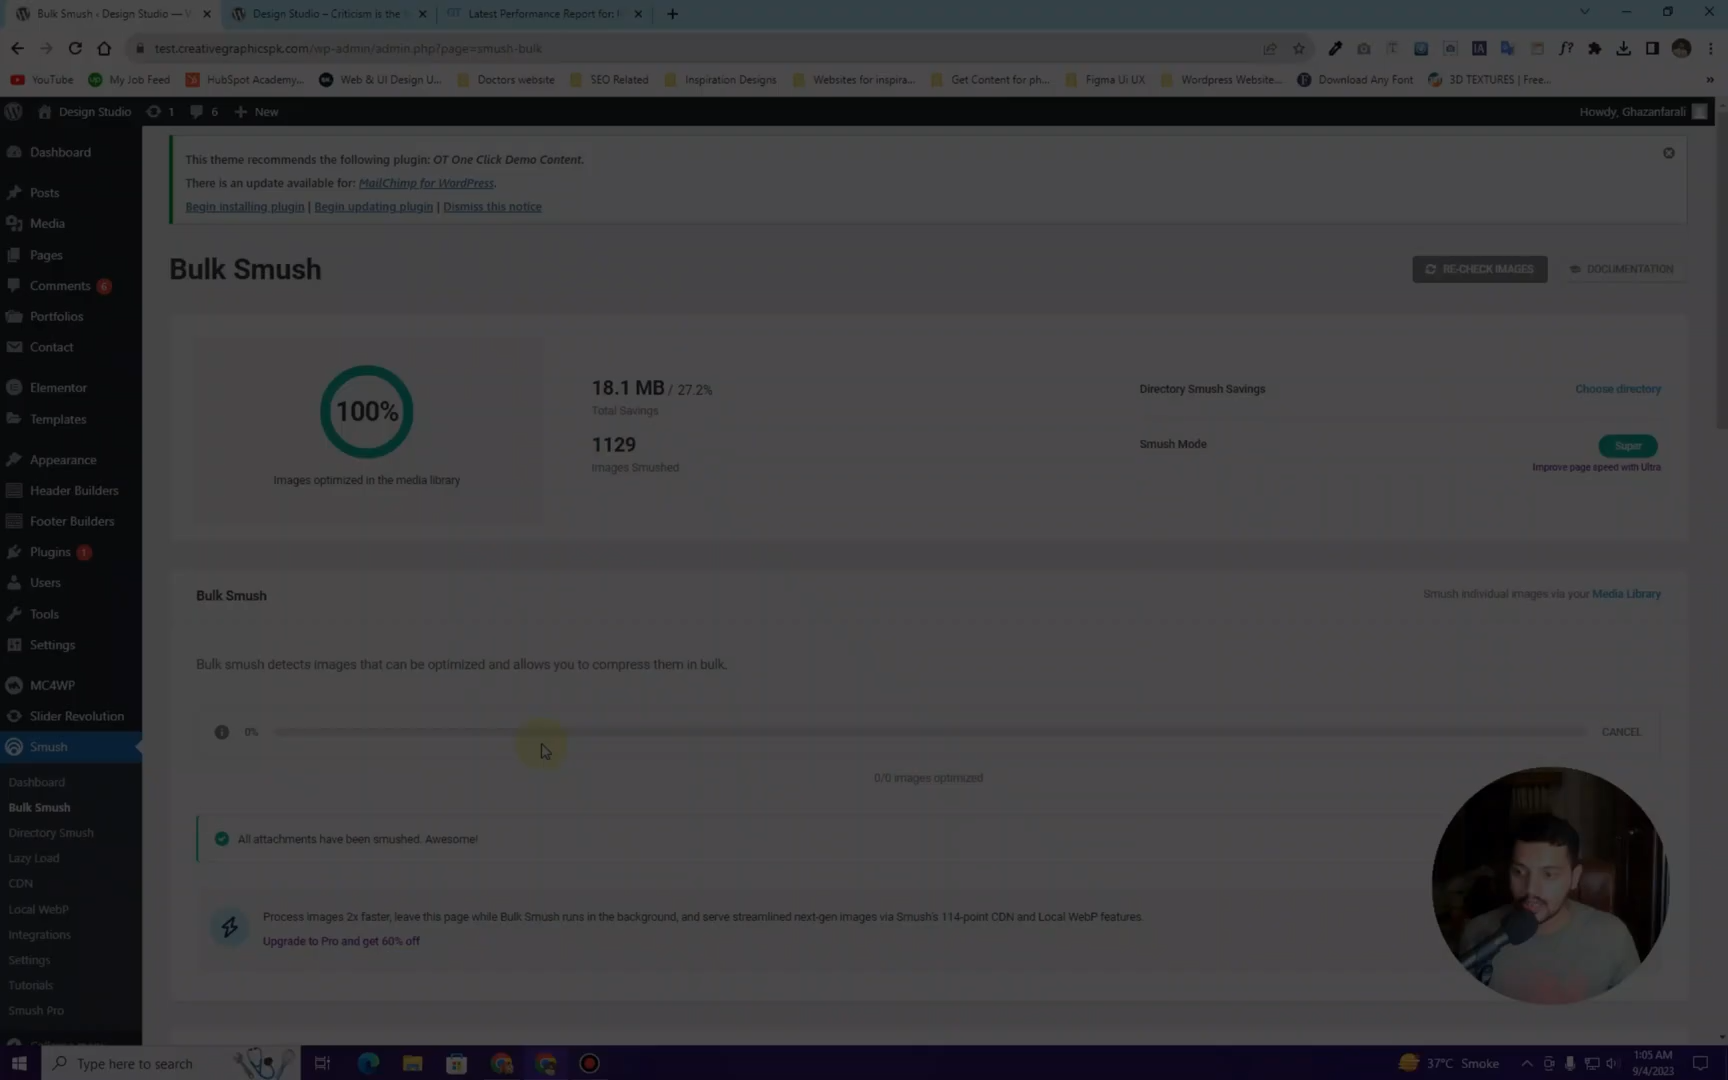 Bulk Smush ‹ Design Studio — W
Design Studio – Criticism is the
GT Latest Performance Report for:
test.creativegraphicspk.com/wp-admin/admin.php?page=smush-bulk
YouTube
My Job Feed
HubSpot Academy...
Web & UI Design U...
Doctors website
SEO Related
Inspiration Designs
Websites for inspira...
Get Content for ph...
Figma Ui UX
Wordpress Website...
Download Any Font
3D TEXTURES | Free...
Design Studio
1
6
New
Howdy, Ghazanfarali
Dashboard
Posts
Media
Pages
Comments 6
Portfolios
Contact
Elementor
Templates
Appearance
Header Builders
Footer Builders
Plugins 1
Users
Tools
Settings
MC4WP
Slider Revolution
Smush
Dashboard
Bulk Smush
Directory Smush
Lazy Load
CDN
Local WebP
Integrations
Settings
Tutorials
Smush Pro
This theme recommends the following plugin: OT One Click Demo Content.
There is an update available for: MailChimp for WordPress.
Begin installing plugin | Begin updating plugin | Dismiss this notice
Bulk Smush
RE-CHECK IMAGES
DOCUMENTATION
100%
Images optimized in the media library
18.1 MB / 27.2%
Total Savings
1129
Images Smushed
Directory Smush Savings
Choose directory
Smush Mode
Super
Improve page speed with Ultra
Bulk Smush
Smush individual images via your Media Library
Bulk smush detects images that can be optimized and allows you to compress them in bulk.
0%
CANCEL
0/0 images optimized
All attachments have been smushed. Awesome!
Process images 2x faster, leave this page while Bulk Smush runs in the background, and serve streamlined next-gen images via Smush's 114-point CDN and Local WebP features.
Upgrade to Pro and get 60% off
Type here to search
37°C Smoke
1:05 AM
9/4/2023